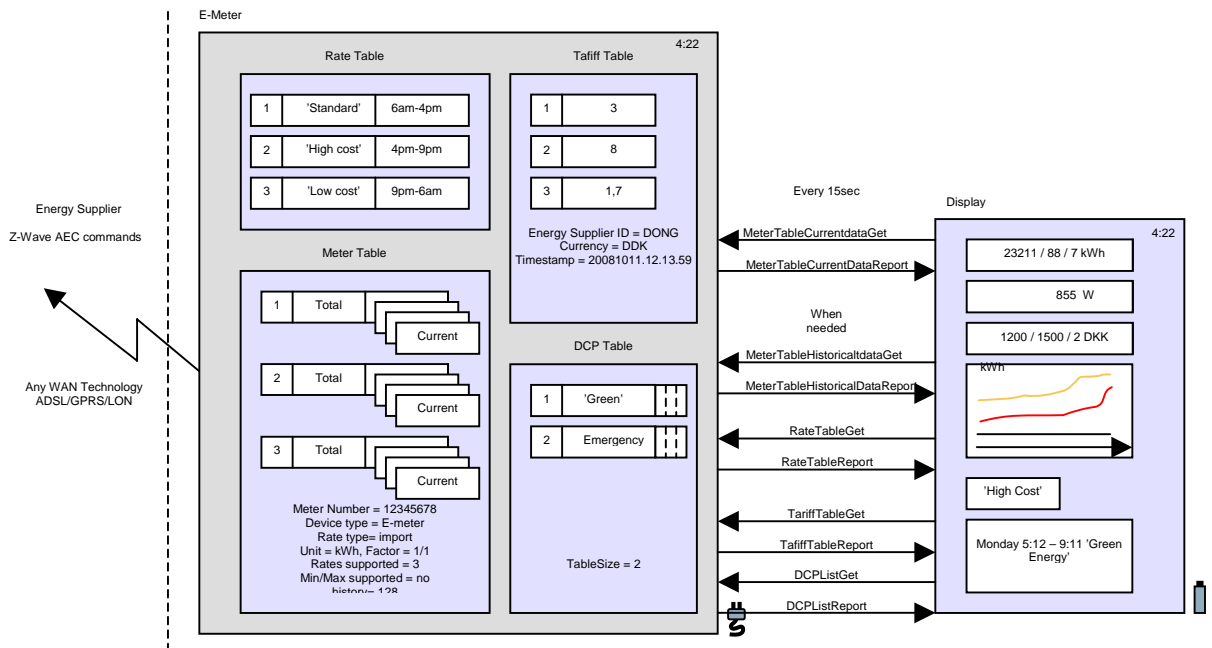 E-Meter
4:22
Rate Table
1 'Standard' 6am-4pm
2 'High cost' 4pm-9pm
3 'Low cost' 9pm-6am
Tafiff Table
1 3
2 8
3 1,7
Energy Supplier ID = DONG
Currency = DDK
Timestamp = 20081011.12.13.59
Energy Supplier
Z-Wave AEC commands
Any WAN Technology
ADSL/GPRS/LON
Meter Table
1 Total Current
2 Total Current
3 Total Current
Meter Number = 12345678
Device type = E-meter
Rate type= import
Unit = kWh, Factor = 1/1
Rates supported = 3
Min/Max supported = no
history= 128
DCP Table
1 'Green'
2 Emergency
TableSize = 2
Every 15sec
MeterTableCurrentdataGet
MeterTableCurrentDataReport
When
needed
MeterTableHistoricaltdataGet
MeterTableHistoricalDataReport
RateTableGet
RateTableReport
TariffTableGet
TafiffTableReport
DCPListGet
DCPListReport
Display
4:22
23211 / 88 / 7 kWh
855 W
1200 / 1500 / 2 DKK
kWh
'High Cost'
Monday 5:12 – 9:11 'Green
Energy'